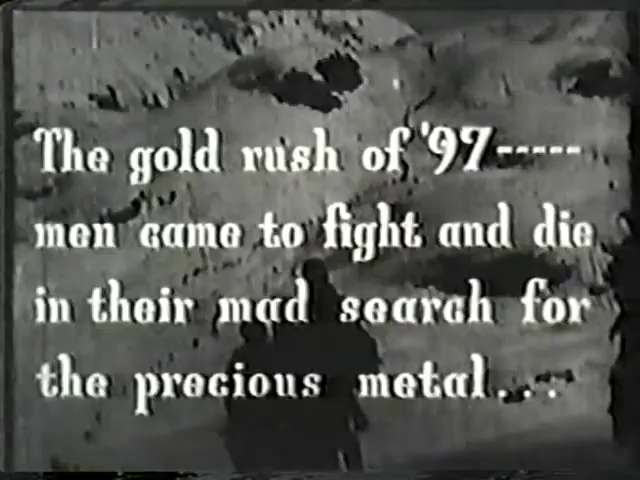 The gold rush of '97-----
men came to fight and die
in their mad search for
the precious metal...